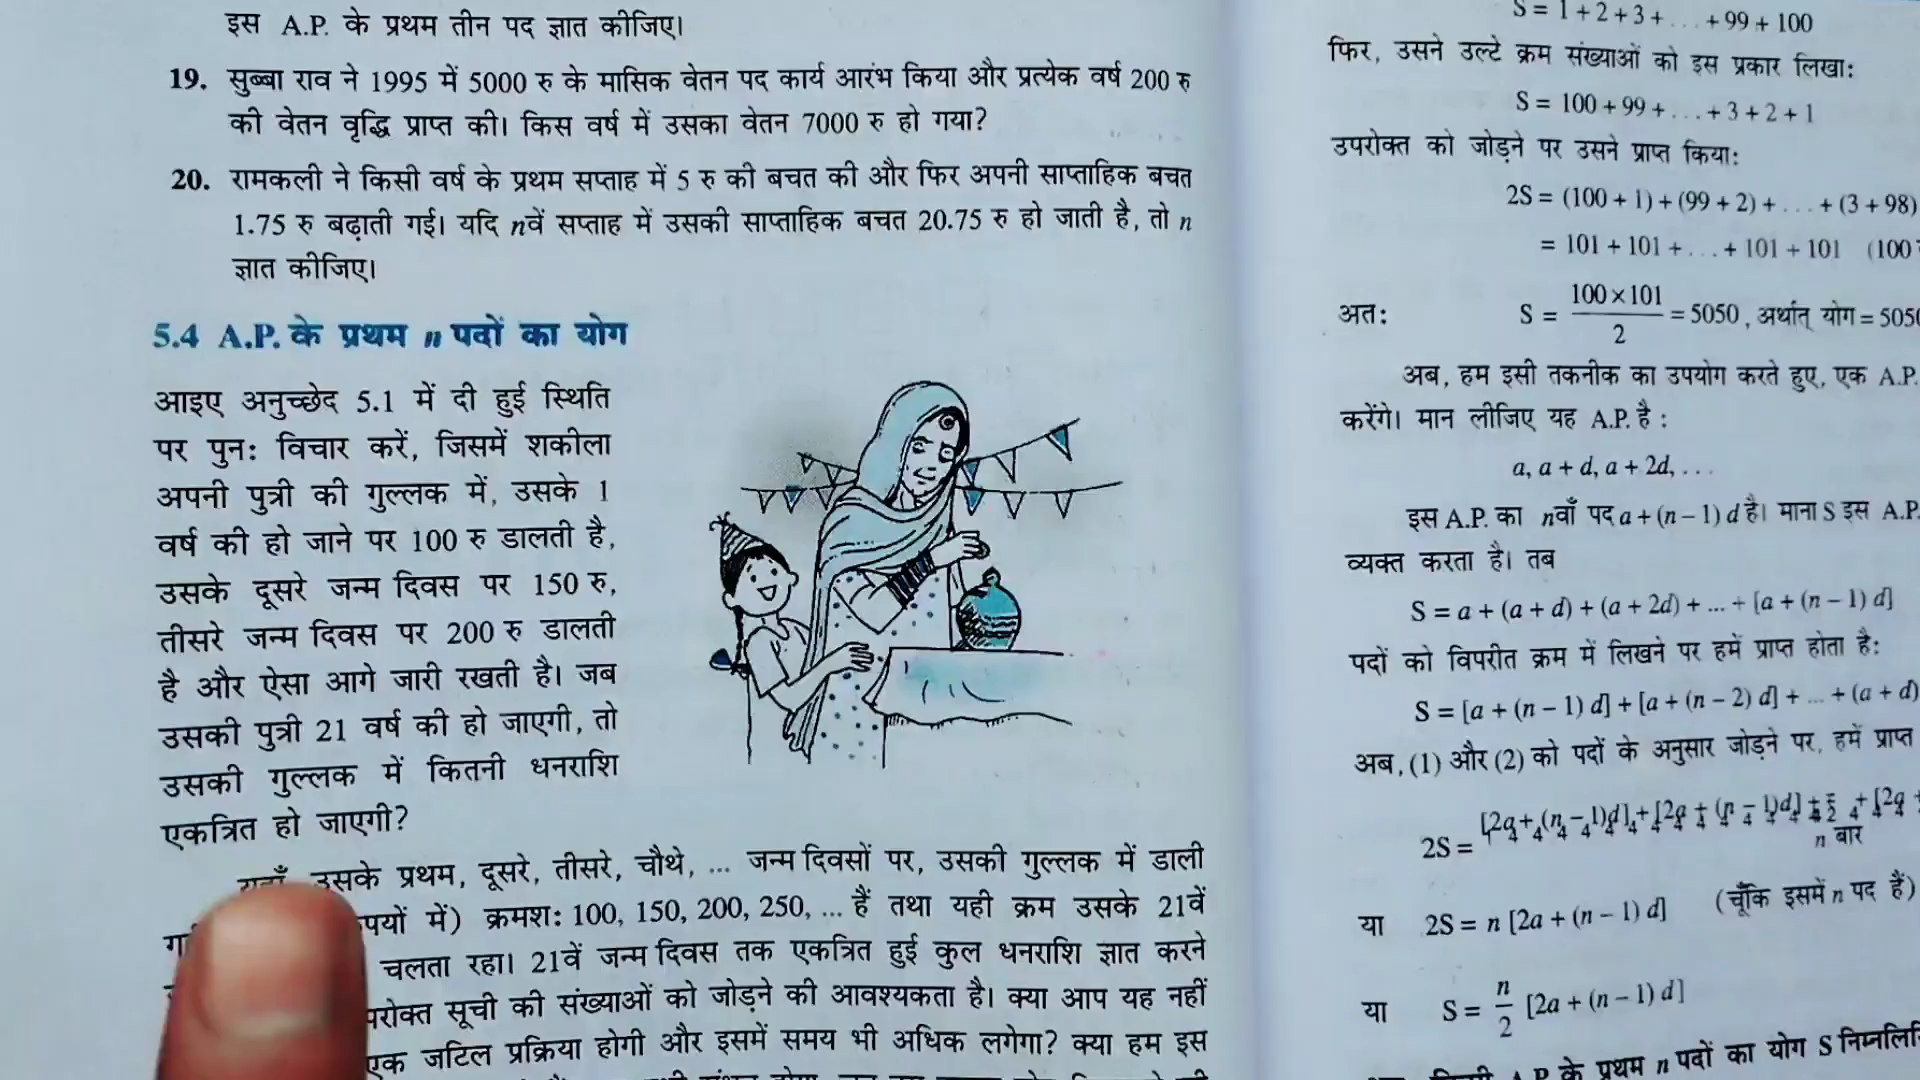 इस A.P. के प्रथम तीन पद ज्ञात कीजिए।
19. सुब्बा राव ने 1995 में 5000 रु के मासिक वेतन पद कार्य आरंभ किया और प्रत्येक वर्ष 200 रु
की वेतन वृद्धि प्राप्त की। किस वर्ष में उसका वेतन 7000 रु हो गया?
20. रामकली ने किसी वर्ष के प्रथम सप्ताह में 5 रु की बचत की और फिर अपनी साप्ताहिक बचत
1.75 रु बढ़ाती गई। यदि nवें सप्ताह में उसकी साप्ताहिक बचत 20.75 रु हो जाती है, तो n
ज्ञात कीजिए।
5.4 A.P. के प्रथम n पदों का योग
आइए अनुच्छेद 5.1 में दी हुई स्थिति
पर पुन: विचार करें, जिसमें शकीला
अपनी पुत्री की गुल्लक में, उसके 1
वर्ष की हो जाने पर 100 रु डालती है,
उसके दूसरे जन्म दिवस पर 150 रु,
तीसरे जन्म दिवस पर 200 रु डालती
है और ऐसा आगे जारी रखती है। जब
उसकी पुत्री 21 वर्ष की हो जाएगी, तो
उसकी गुल्लक में कितनी धनराशि
एकत्रित हो जाएगी?
उसके प्रथम, दूसरे, तीसरे, चौथे, ... जन्म दिवसों पर, उसकी गुल्लक में डाली
में) क्रमश: 100, 150, 200, 250, ... हैं तथा यही क्रम उसके 21वें
चलता रहा। 21वें जन्म दिवस तक एकत्रित हुई कुल धनराशि ज्ञात करने
सूची की संख्याओं को जोड़ने की आवश्यकता है। क्या आप यह नहीं
एक जटिल प्रक्रिया होगी और इसमें समय भी अधिक लगेगा? क्या हम इस
S = 1 + 2 + 3 + . . . + 99 + 100
फिर, उसने उल्टे क्रम संख्याओं को इस प्रकार लिखा:
S = 100 + 99 + . . . + 3 + 2 + 1
उपरोक्त को जोड़ने पर उसने प्राप्त किया:
2S = (100 + 1) + (99 + 2) + . . . + (3 + 98)
= 101 + 101 + . . . + 101 + 101 (100
अत: S = 100 × 101 / 2 = 5050 , अर्थात् योग = 5050
अब, हम इसी तकनीक का उपयोग करते हुए, एक A.P.
करेंगे। मान लीजिए यह A.P. है :
a, a + d, a + 2d, . . .
इस A.P. का nवाँ पद a + (n – 1) d है। माना S इस A.P.
व्यक्त करता है। तब
S = a + (a + d) + (a + 2d) + ... + [a + (n – 1) d]
पदों को विपरीत क्रम में लिखने पर हमें प्राप्त होता है:
S = [a + (n – 1) d] + [a + (n – 2) d] + ... + (a + d)
अब, (1) और (2) को पदों के अनुसार जोड़ने पर, हमें प्राप्त
2S =
n बार
या 2S = n [2a + (n – 1) d] (चूँकि इसमें n पद हैं)
या S = n/2 [2a + (n – 1) d]
A.P. के प्रथम n पदों का योग S